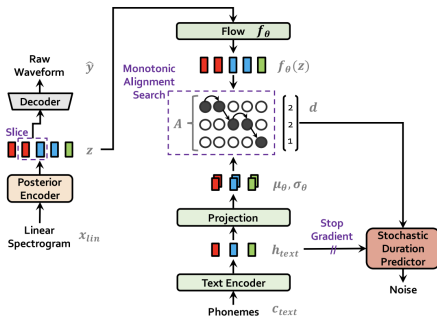 Flow f_θ
Raw
Waveform
ŷ
f_θ(z)
Monotonic
Alignment
Search
Decoder
Slice
A
2
2
1
d
z
Posterior
Encoder
μ_θ, σ_θ
Linear
Spectrogram
x_lin
Projection
Stop
Gradient
//
h_text
Stochastic
Duration
Predictor
Text Encoder
Noise
Phonemes
c_text